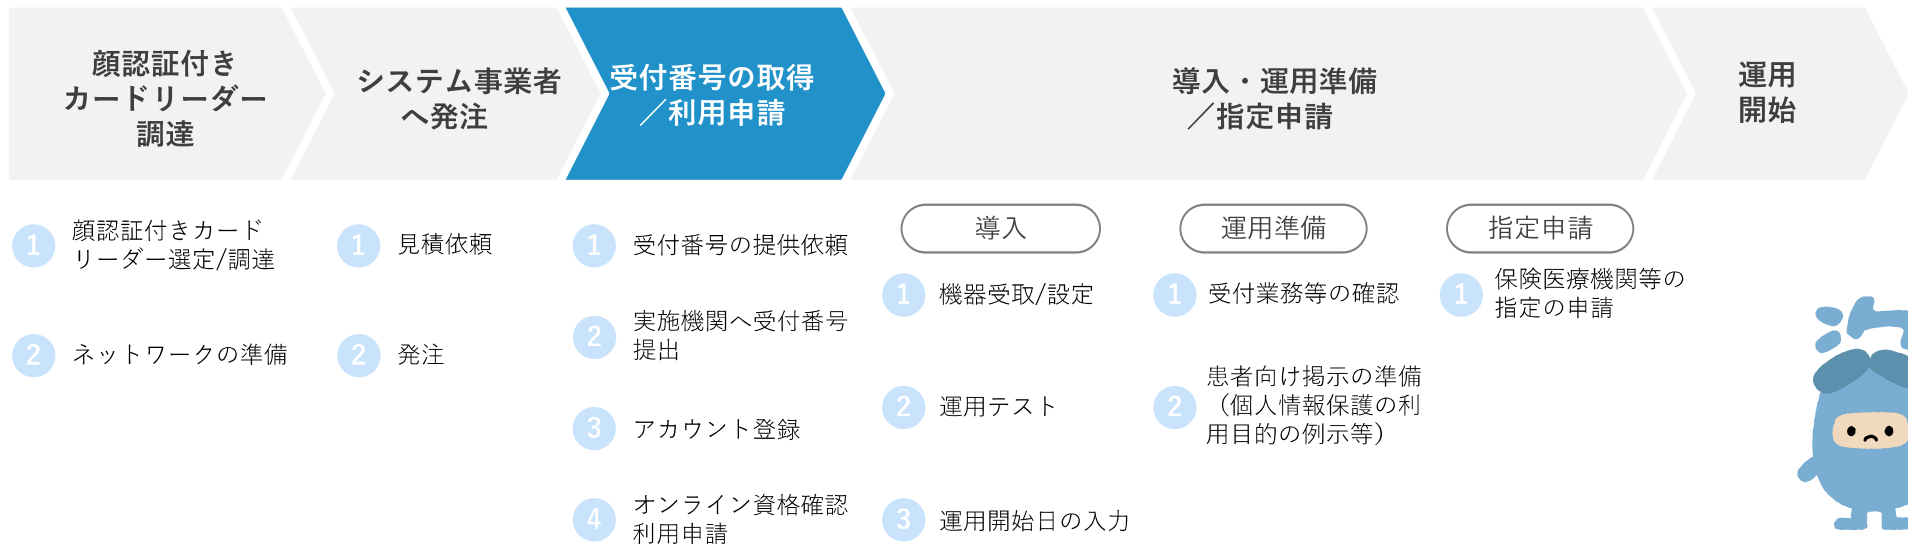 顔認証付き
カードリーダー
調達
システム事業者
へ発注
受付番号の取得
／利用申請
導入・運用準備
／指定申請
運用
開始
1
顔認証付きカード
リーダー選定/調達
2
ネットワークの準備
1
見積依頼
2
発注
1
受付番号の提供依頼
2
実施機関へ受付番号
提出
3
アカウント登録
4
オンライン資格確認
利用申請
導入
1
機器受取/設定
2
運用テスト
3
運用開始日の入力
運用準備
1
受付業務等の確認
2
患者向け掲示の準備
（個人情報保護の利
用目的の例示等）
指定申請
1
保険医療機関等の
指定の申請